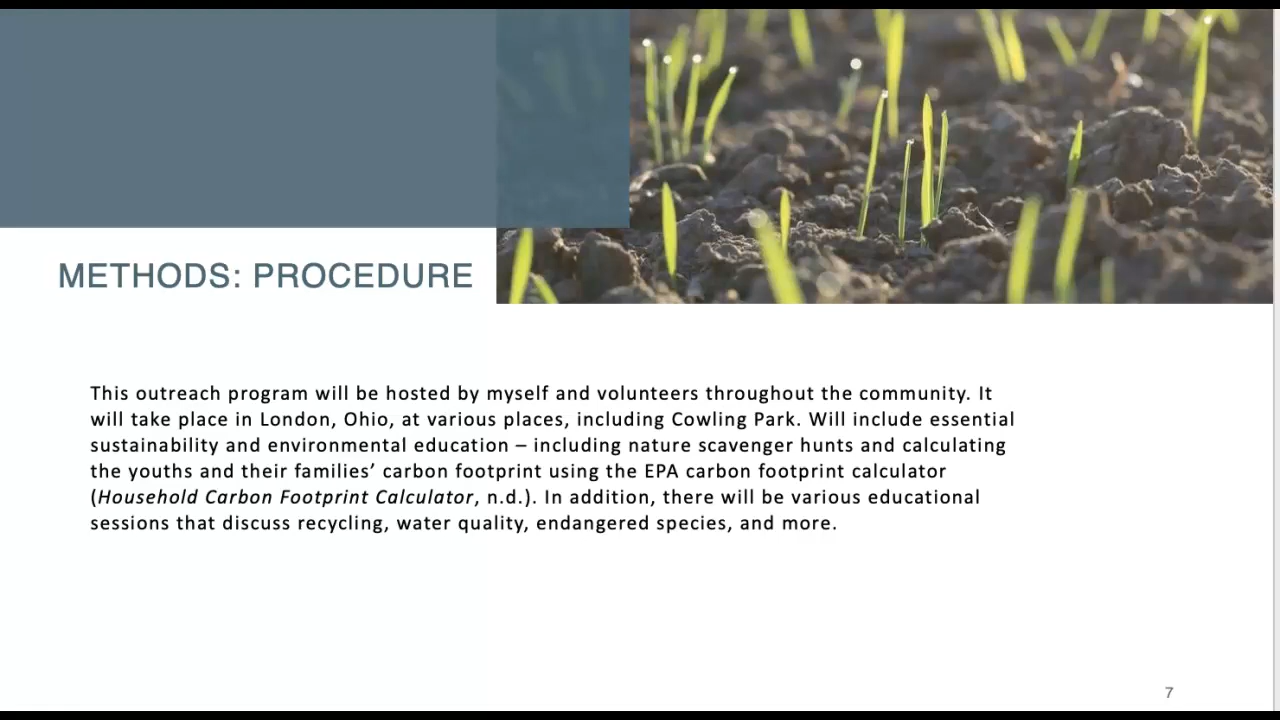 METHODS: PROCEDURE
This outreach program will be hosted by myself and volunteers throughout the community. It
will take place in London, Ohio, at various places, including Cowling Park. Will include essential
sustainability and environmental education – including nature scavenger hunts and calculating
the youths and their families’ carbon footprint using the EPA carbon footprint calculator
(Household Carbon Footprint Calculator, n.d.). In addition, there will be various educational
sessions that discuss recycling, water quality, endangered species, and more.
7